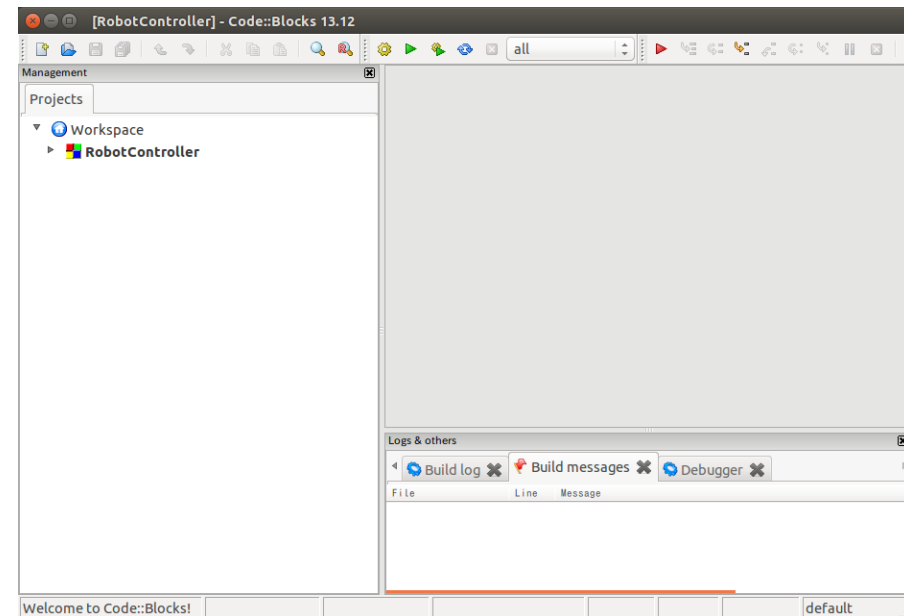 [RobotController] - Code::Blocks 13.12
all
Management
Projects
Workspace
RobotController
Logs & others
Build log
Build messages
Debugger
File Line Message
Welcome to Code::Blocks!
default